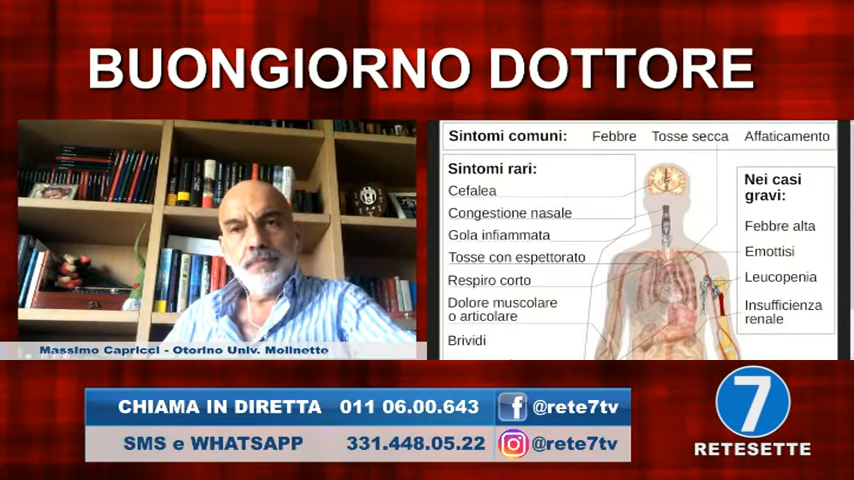 BUONGIORNO DOTTORE
Sintomi comuni: Febbre Tosse secca Affaticamento
Sintomi rari:
Cefalea
Congestione nasale
Gola infiammata
Tosse con espettorato
Respiro corto
Dolore muscolare
o articolare
Brividi
Nei casi
gravi:
Febbre alta
Emottisi
Leucopenia
Insufficienza
renale
Massimo Capricci - Otorino Univ. Molinette
CHIAMA IN DIRETTA 011 06.00.643 f @rete7tv
SMS e WHATSAPP 331.448.05.22 @rete7tv
7
RETESETTE